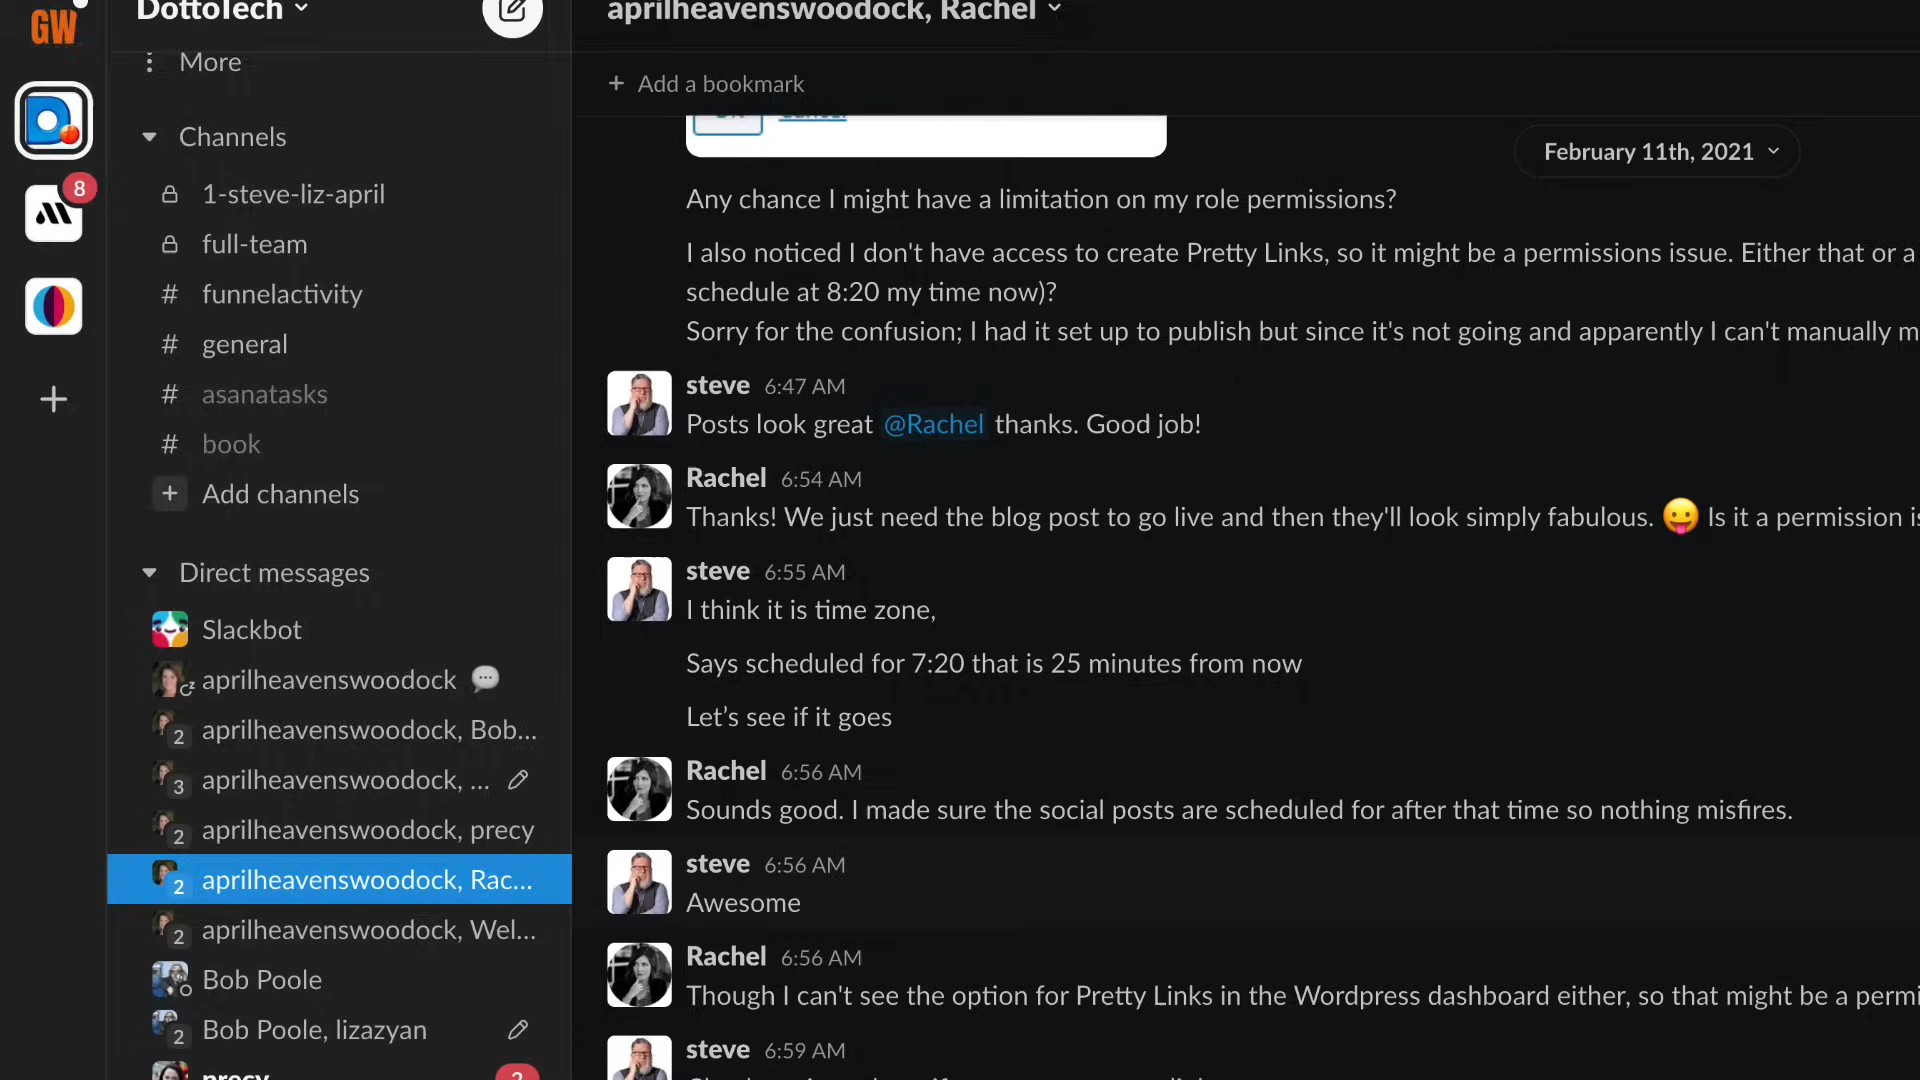 GW
DottoTech
More
Channels
1-steve-liz-april
full-team
# funnelactivity
# general
# asanatasks
# book
+ Add channels
8
+
Direct messages
Slackbot
aprilheavenswoodock
2 aprilheavenswoodock, Bob...
3 aprilheavenswoodock, ...
2 aprilheavenswoodock, precy
2 aprilheavenswoodock, Rac...
2 aprilheavenswoodock, Wel...
Bob Poole
2 Bob Poole, lizazyan
precy 2
aprilheavenswoodock, Rachel
+ Add a bookmark
Cancel
February 11th, 2021
Any chance I might have a limitation on my role permissions?
I also noticed I don't have access to create Pretty Links, so it might be a permissions issue. Either that or a
schedule at 8:20 my time now)?
Sorry for the confusion; I had it set up to publish but since it's not going and apparently I can't manually m
steve 6:47 AM
Posts look great @Rachel thanks. Good job!
Rachel 6:54 AM
Thanks! We just need the blog post to go live and then they'll look simply fabulous. 😛 Is it a permission is
steve 6:55 AM
I think it is time zone,
Says scheduled for 7:20 that is 25 minutes from now
Let’s see if it goes
Rachel 6:56 AM
Sounds good. I made sure the social posts are scheduled for after that time so nothing misfires.
steve 6:56 AM
Awesome
Rachel 6:56 AM
Though I can't see the option for Pretty Links in the Wordpress dashboard either, so that might be a permi
steve 6:59 AM